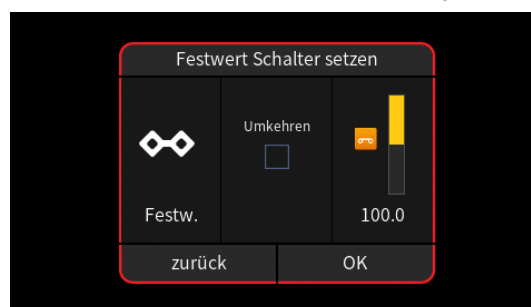 Festwert Schalter setzen
Umkehren
Festw.
100.0
zurück
OK